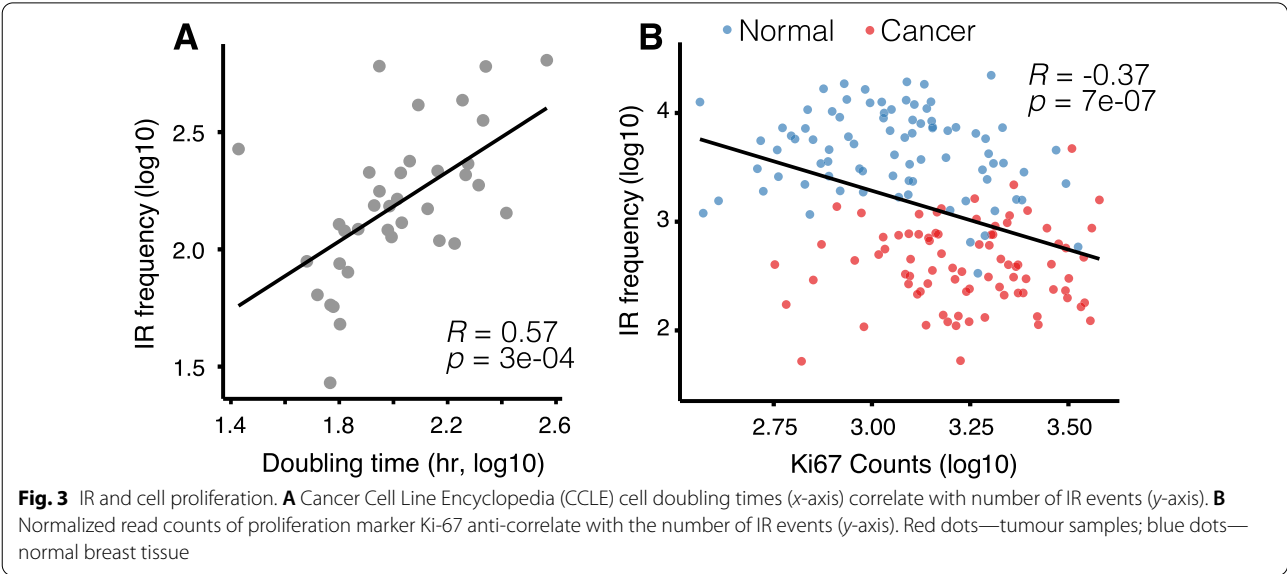 A
IR frequency (log10)
2.5
2.0
1.5
1.4 1.8 2.2 2.6
Doubling time (hr, log10)
R = 0.57
p = 3e-04
B
Normal Cancer
IR frequency (log10)
4
3
2
2.75 3.00 3.25 3.50
Ki67 Counts (log10)
R = -0.37
p = 7e-07
Fig. 3 IR and cell proliferation. A Cancer Cell Line Encyclopedia (CCLE) cell doubling times (x-axis) correlate with number of IR events (y-axis). B
Normalized read counts of proliferation marker Ki-67 anti-correlate with the number of IR events (y-axis). Red dots—tumour samples; blue dots—
normal breast tissue